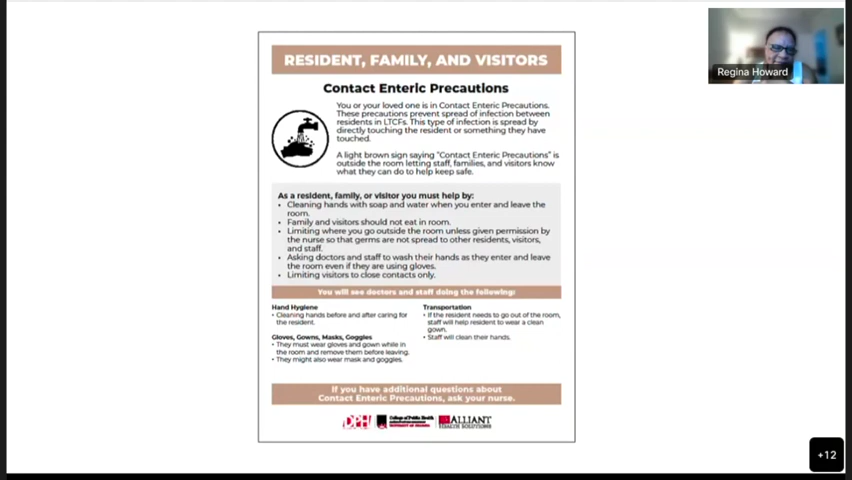 RESIDENT, FAMILY, AND VISITORS
Regina Howard
Contact Enteric Precautions
You or your loved one is in Contact Enteric Precautions.
These precautions prevent spread of infection between
residents in LTCFs. This type of infection is spread by
directly touching the resident or something they have
touched.
A light brown sign saying "Contact Enteric Precautions" is
outside the room letting staff, families, and visitors know
what they can do to help keep safe.
As a resident, family, or visitor you must help by:
• Cleaning hands with soap and water when you enter and leave the
room.
• Family and visitors should not eat in room.
• Limiting where you go outside the room unless given permission by
the nurse so that germs are not spread to other residents, visitors,
and staff.
• Asking doctors and staff to wash their hands as they enter and leave
the room even if they are using gloves.
• Limiting visitors to close contacts only.
You will see doctors and staff doing the following:
Hand Hygiene
• Cleaning hands before and after caring for
the resident.
Gloves, Gowns, Masks, Goggles
• They must wear gloves and gown while in
the room and remove them before leaving.
• They might also wear mask and goggles.
Transportation
• If the resident needs to go out of the room,
staff will help resident to wear a clean
gown.
• Staff will clean their hands.
If you have additional questions about
Contact Enteric Precautions, ask your nurse.
DPH
College of Public Health
UNIVERSITY OF GEORGIA
ALLIANT
HEALTH SOLUTIONS
+12